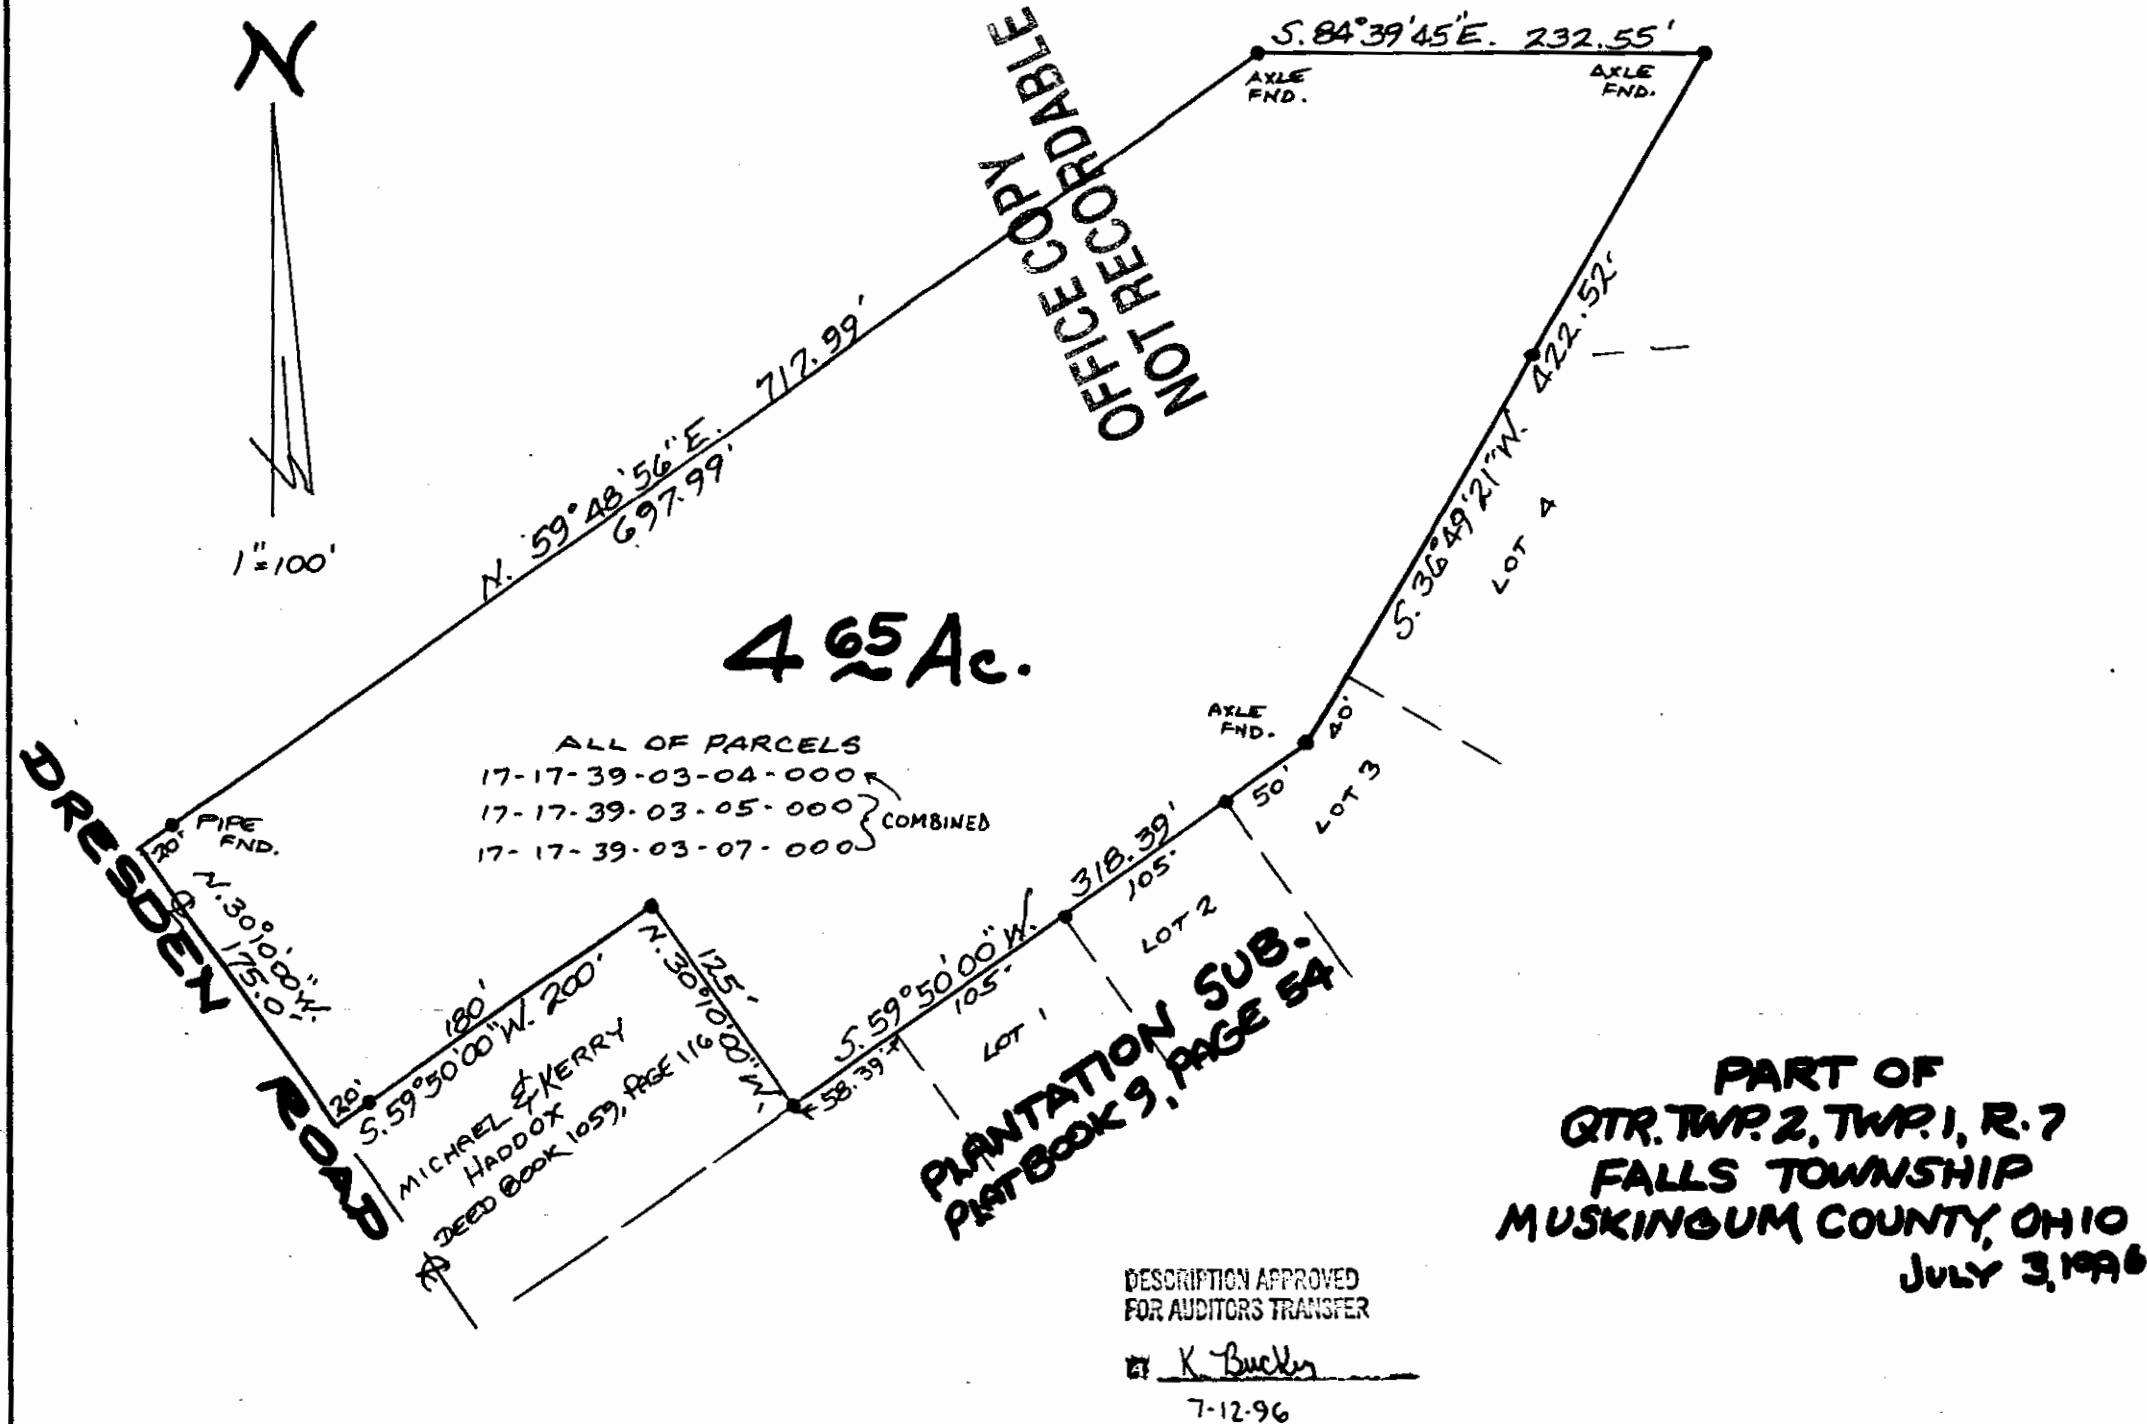 N
1"=100'
S. 84°39'45"E. 232.55'
AXLE
FND.
AXLE
FND.
OFFICE COPY
NOT RECORDABLE
N. 59°48'56"E. 717.99'
697.99'
422.52'
S. 36°49'21"W.
LOT 4
4 65 Ac.
AXLE
FND.
40'
50'
LOT 3
ALL OF PARCELS
17-17-39-03-04-000
17-17-39-03-05-000
COMBINED
17-17-39-03-07-000
PIPE
FND.
20'
N. 30°10'00"W.
175.0'
DRESDEN
ROAD
180'
S. 59°50'00"W. 200'
20'
125'
N. 30°10'00"W.
MICHAEL & KERRY
HADDOX
DEED BOOK 1059, PAGE 116
S. 59°50'00"W. 318.39'
58.39'
105'
105'
LOT 1
LOT 2
PLANTATION SUB.
PLAT BOOK 9, PAGE 54
PART OF
QTR. TWP. 2, TWP. 1, R.7
FALLS TOWNSHIP
MUSKINGUM COUNTY, OHIO
JULY 3, 1996
DESCRIPTION APPROVED
FOR AUDITORS TRANSFER
K.
7-12-96